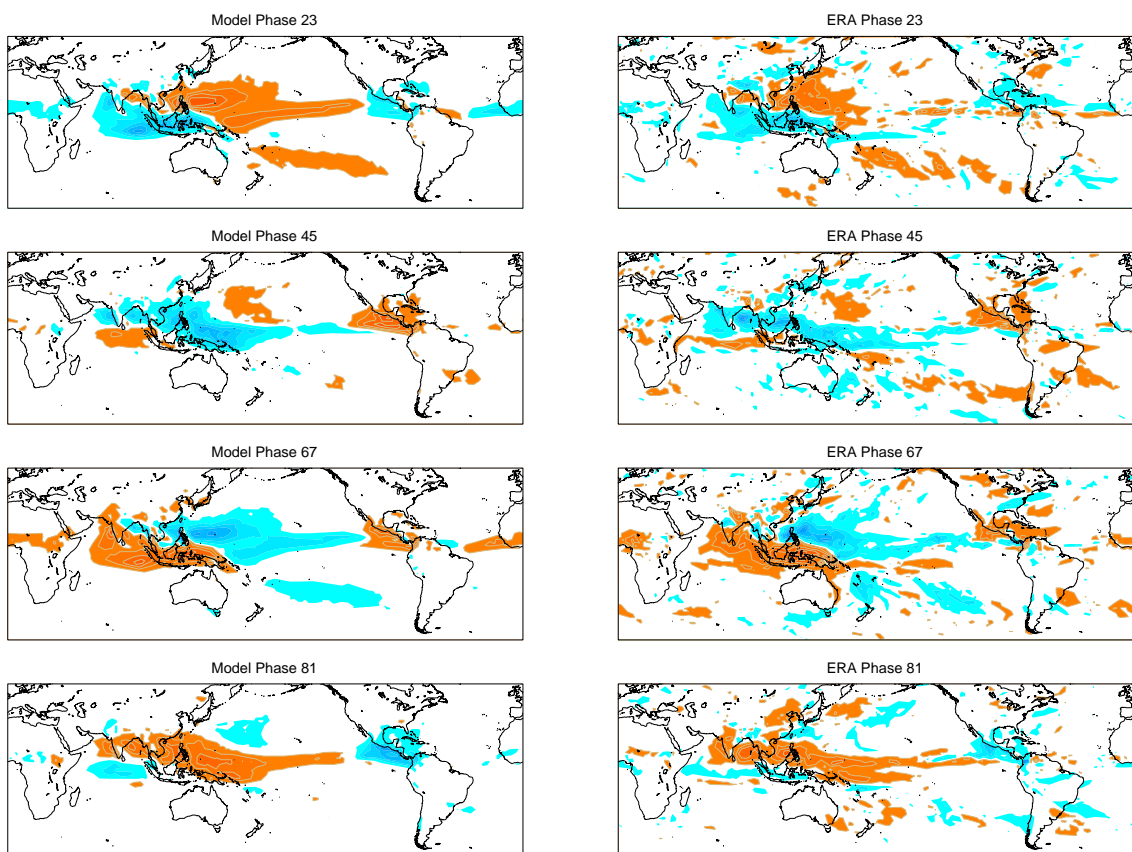 Model Phase 23
ERA Phase 23
Model Phase 45
ERA Phase 45
Model Phase 67
ERA Phase 67
Model Phase 81
ERA Phase 81